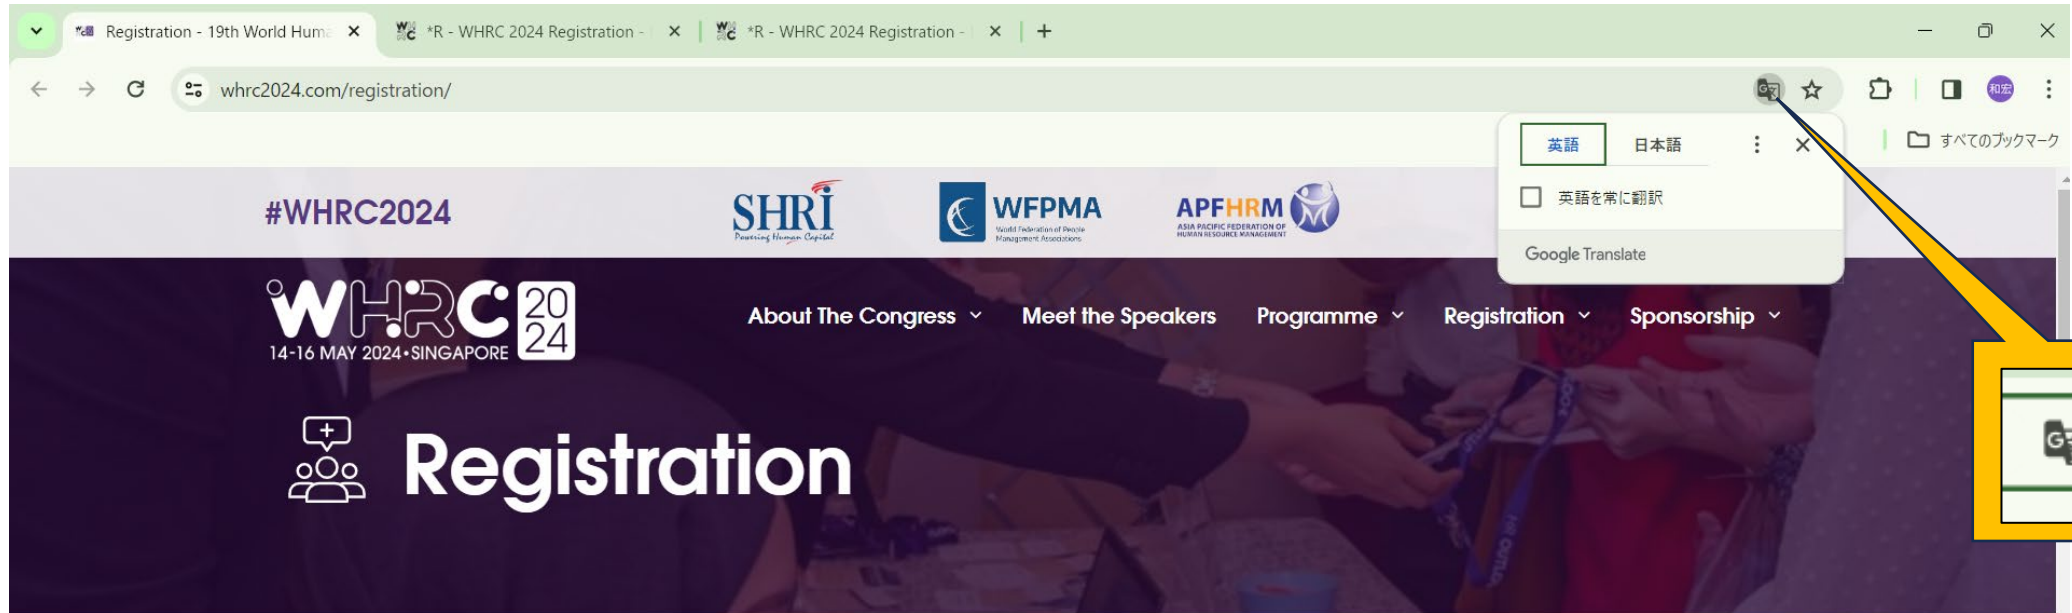 Registration - 19th World Huma
*R - WHRC 2024 Registration -
*R - WHRC 2024 Registration -
whrc2024.com/registration/
和宏
すべてのブックマーク
英語 日本語
英語を常に翻訳
Google Translate
#WHRC2024
SHRI
Powering Human Capital
WFPMA
World Federation of People
Management Associations
APFHRM
ASIA PACIFIC FEDERATION OF
HUMAN RESOURCE MANAGEMENT
WHRC 2024
14-16 MAY 2024•SINGAPORE
About The Congress Meet the Speakers Programme Registration Sponsorship
Registration